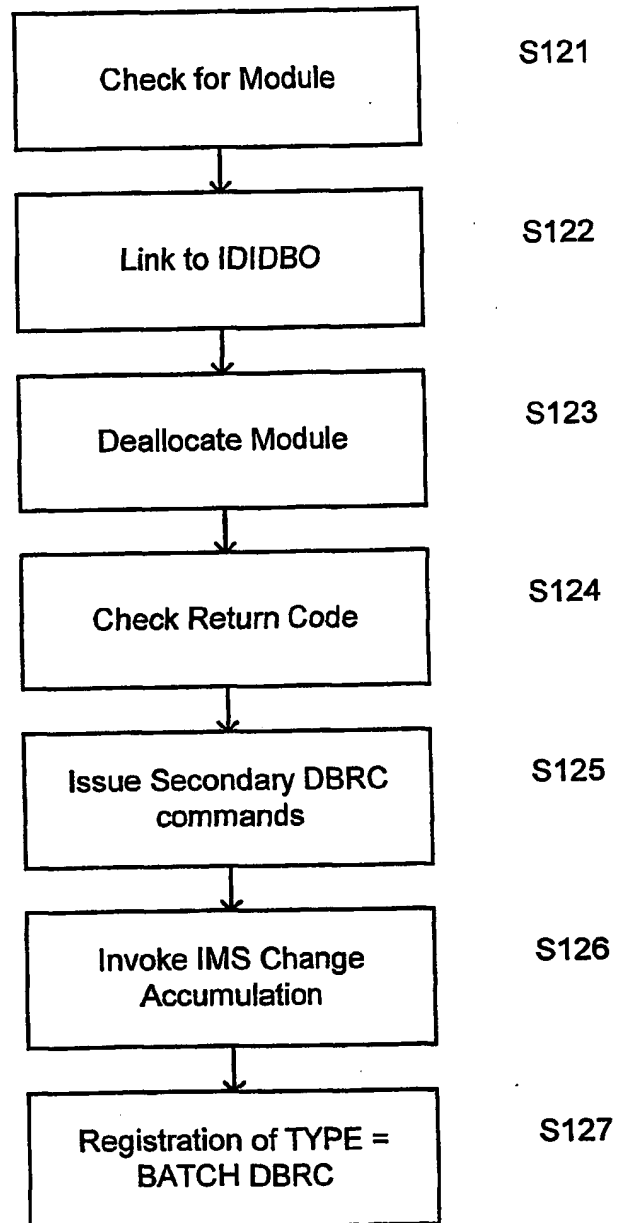 Check for Module
S121
Link to IDIDBO
S122
Deallocate Module
S123
Check Return Code
S124
Issue Secondary DBRC
commands
S125
Invoke IMS Change
Accumulation
S126
Registration of TYPE =
BATCH DBRC
S127